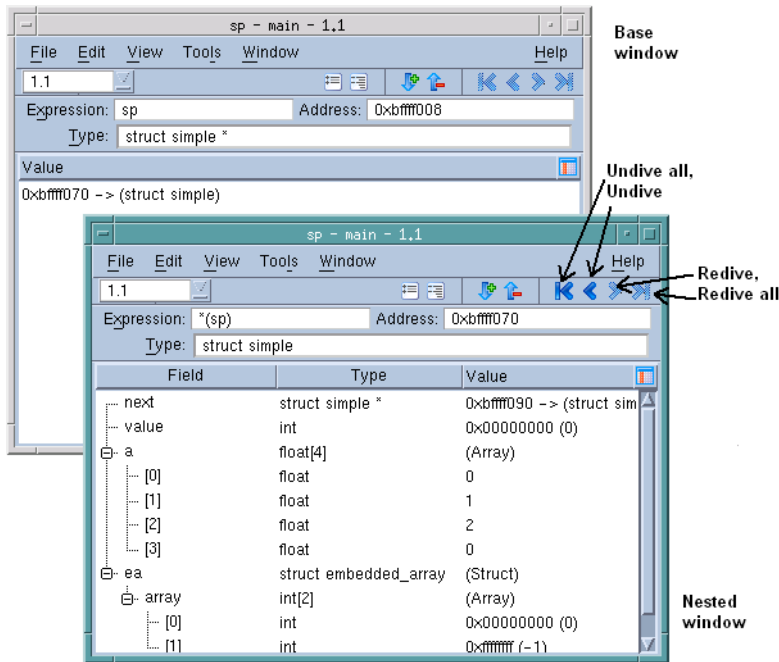 sp - main - 1.1
File Edit View Tools Window Help
1.1
Expression: sp Address: 0xbffff008
Type: struct simple *
Value
0xbffff070 -> (struct simple)
Base
window
Undive all,
Undive
Redive,
Redive all
sp - main - 1.1
File Edit View Tools Window Help
1.1
Expression: *(sp) Address: 0xbffff070
Type: struct simple
Field Type Value
next struct simple * 0xbffff090 -> (struct sim
value int 0x00000000 (0)
a float[4] (Array)
[0] float 0
[1] float 1
[2] float 2
[3] float 0
ea struct embedded_array (Struct)
array int[2] (Array)
[0] int 0x00000000 (0)
[1] int 0xffffffff (-1)
Nested
window